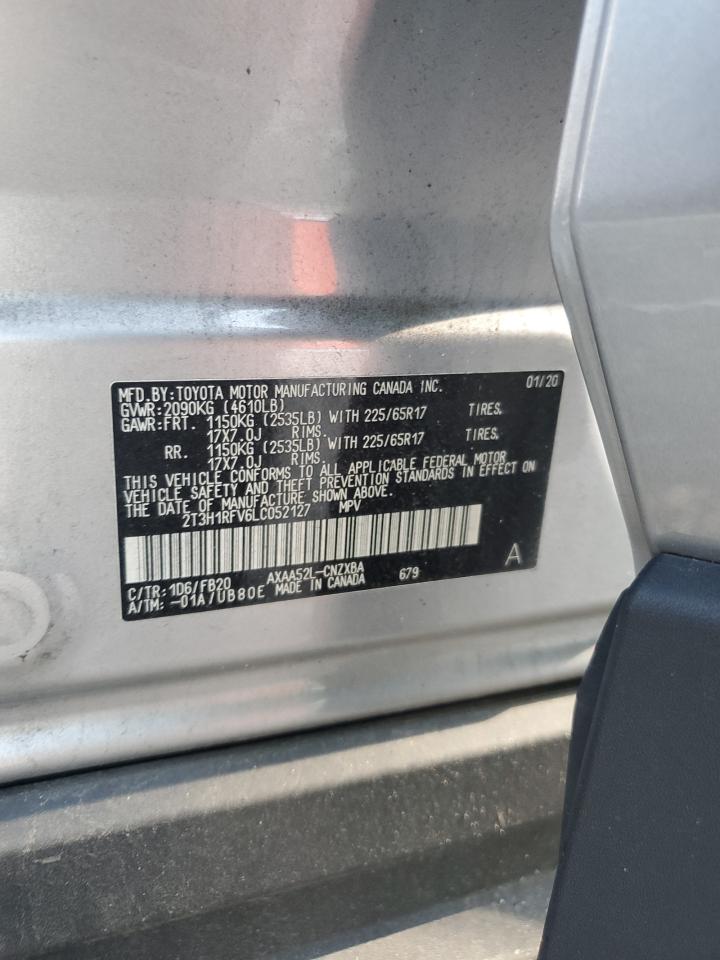 MFD.BY:TOYOTA MOTOR MANUFACTURING CANADA INC. 01/20
GVWR:2090KG (4610LB)
GAWR:FRT. 1150KG (2535LB) WITH 225/65R17 TIRES,
17X7.0J RIMS
RR. 1150KG (2535LB) WITH 225/65R17 TIRES,
17X7.0J RIMS
THIS VEHICLE CONFORMS TO ALL APPLICABLE FEDERAL MOTOR
VEHICLE SAFETY AND THEFT PREVENTION STANDARDS IN EFFECT ON
THE DATE OF MANUFACTURE SHOWN ABOVE.
2T3H1RFV6LC052127 MPV
C/TR:1D6/FB20 AXAA52L-CNZXBA 679 A
A/TM:-01A/UB80E MADE IN CANADA